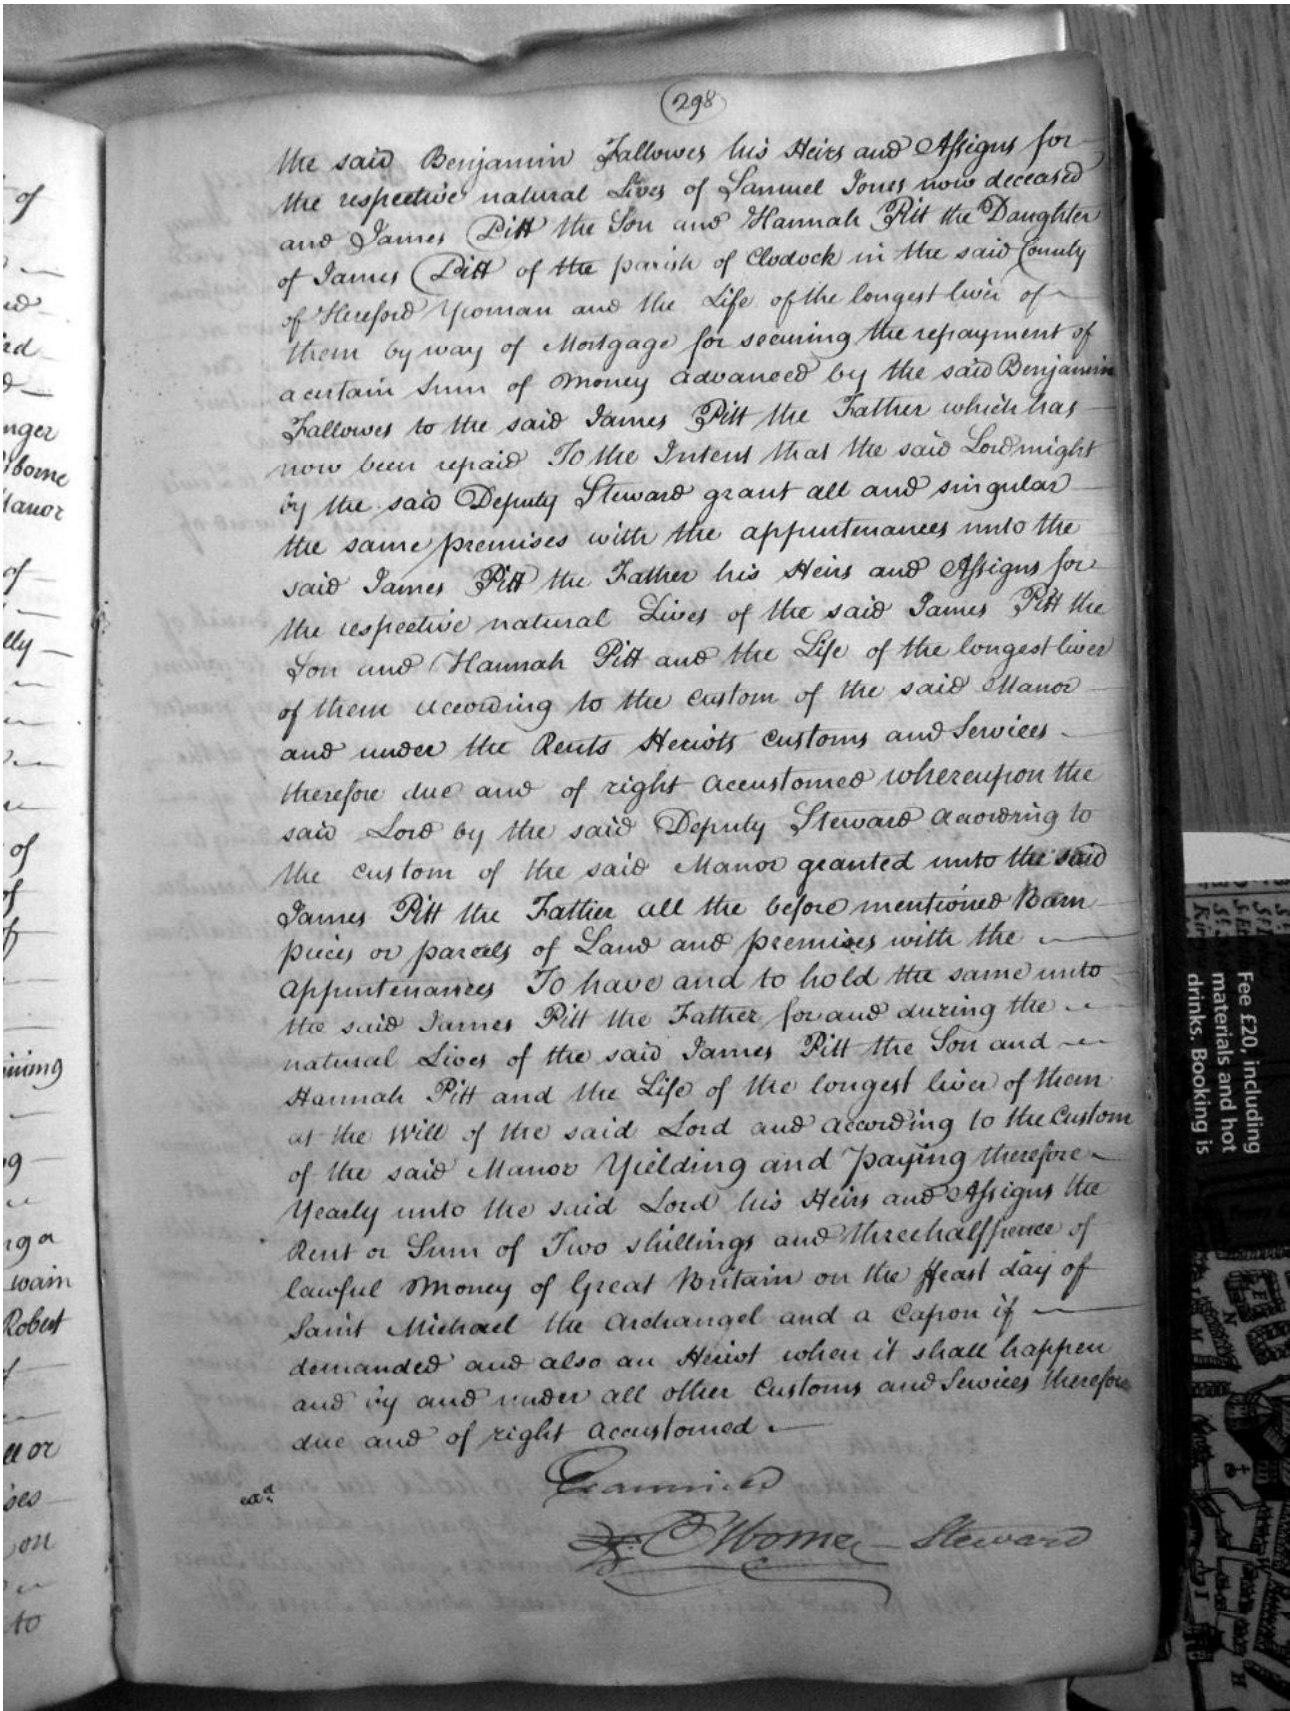 298
the said Benjamin Fallowes his Heirs and Assigns for
the respective natural Lives of Samuel Jones now deceased
and James Pitt the Son and Hannah Pitt the Daughter
of James Pitt of the parish of Clodock in the said County
of Hereford Yeoman and the Life of the longest liver of
them by way of Mortgage for securing the repayment of
a certain Sum of Money advanced by the said Benjamin
Fallowes to the said James Pitt the Father which has
now been repaid To the Intent that the said Lord might
by the said Deputy Steward grant all and singular
the same premises with the appurtenances unto the
said James Pitt the Father his Heirs and Assigns for
the respective natural Lives of the said James Pitt the
Son and Hannah Pitt and the Life of the longest liver
of them according to the custom of the said Manor
and under the Rents Heriots Customs and Services
therefore due and of right accustomed whereupon the
said Lord by the said Deputy Steward according to
the custom of the said Manor granted unto the said
James Pitt the Father all the before mentioned Barn
pieces or parcels of Land and premises with the
Appurtenances To have and to hold the same unto
the said James Pitt the Father for and during the
natural Lives of the said James Pitt the Son and
Hannah Pitt and the Life of the longest liver of them
at the Will of the said Lord and according to the Custom
of the said Manor Yielding and paying therefore
Yearly unto the said Lord his Heirs and Assigns the
Rent or Sum of Two shillings and threehalfpence of
lawful Money of Great Britain on the ffeast day of
Saint Michael the Archangel and a Capon if
demanded and also an Heriot when it shall happen
and by and under all other Customs and Services therefore
due and of right accustomed
Examined
exd
Steward
of
nger
borne
Manor
of
lly
of
of
wain
Robert
ll or
on
to
Fee £20, including
materials and hot
drinks. Booking is